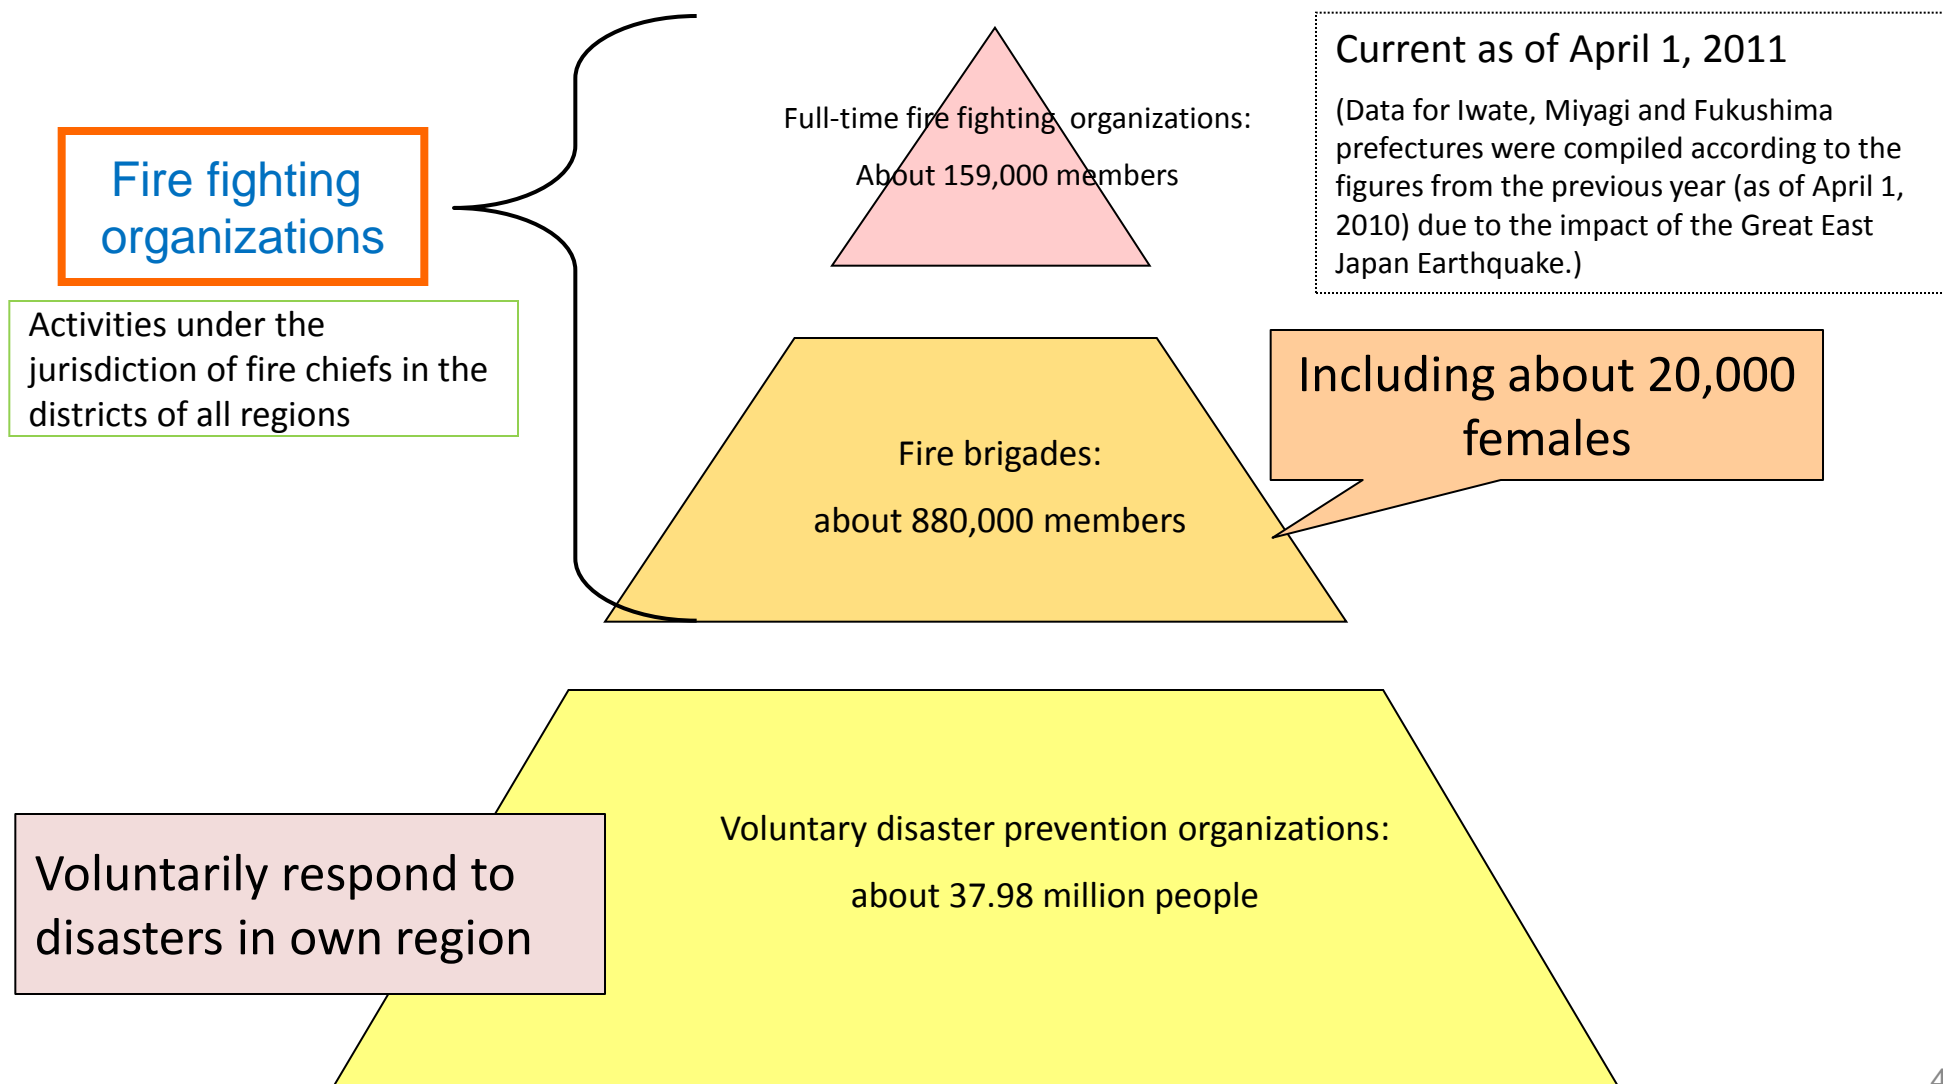 Current as of April 1, 2011
(Data for Iwate, Miyagi and Fukushima
prefectures were compiled according to the
figures from the previous year (as of April 1,
2010) due to the impact of the Great East
Japan Earthquake.)
Full-time fire fighting organizations:
About 159,000 members
Fire fighting
organizations
Activities under the
jurisdiction of fire chiefs in the
districts of all regions
Including about 20,000
females
Fire brigades:
about 880,000 members
Voluntary disaster prevention organizations:
about 37.98 million people
Voluntarily respond to
disasters in own region